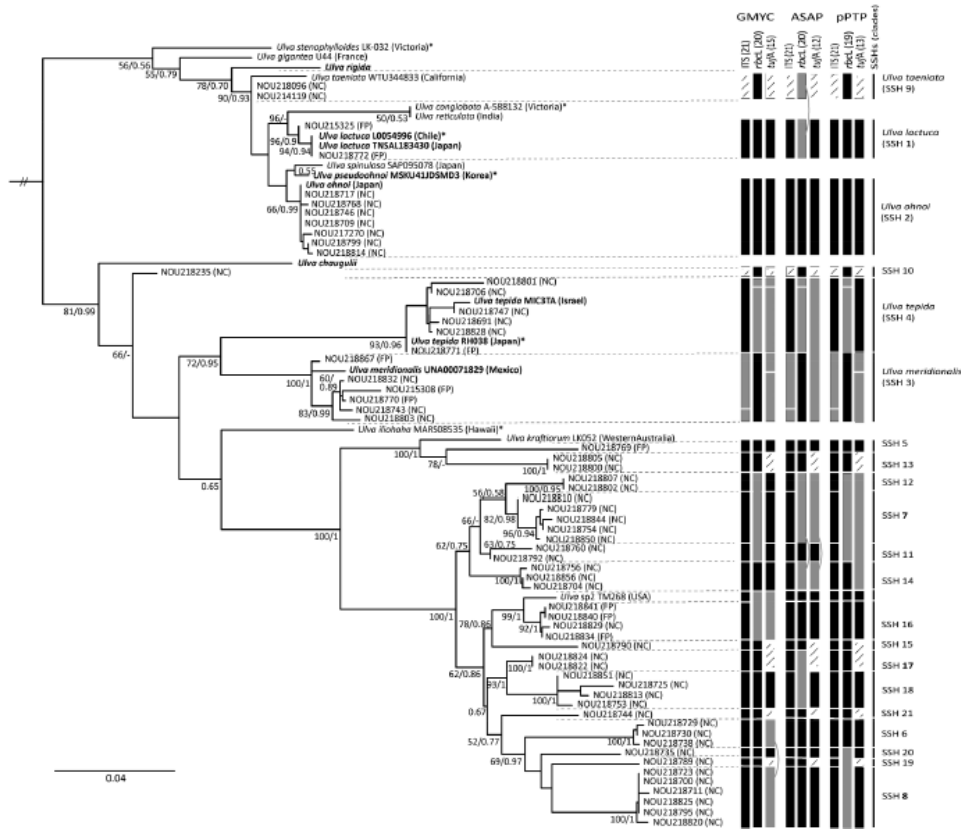 GMYC ASAP pPTP
ITS (21) rbcL (20) tufA (15) ITS (21) rbcL (20) tufA (12) ITS (21) rbcL (19) tufA (13) SSHs (clades)
Ulva stenophylloides LK-032 (Victoria)*
56/0.56
Ulva gigantea U44 (France)
55/0.79
Ulva rigida
78/0.70
Ulva taeniata WTU344833 (California)
90/0.93
NOU218096 (NC)
NOU214119 (NC)
Ulva taeniata
(SSH 9)
Ulva conglobata A-588132 (Victoria)*
96/-
50/0.53
Ulva reticulata (India)
NOU215325 (FP)
96/0.9
Ulva lactuca L0054996 (Chile)*
94/0.94
Ulva lactuca TNSAL183430 (Japan)
NOU218772 (FP)
Ulva lactuca
(SSH 1)
Ulva spinulosa SAP095078 (Japan)
0.55
Ulva pseudoohnoi MSKU41JDSMD3 (Korea)*
Ulva ohnoi (Japan)
NOU218717 (NC)
NOU218768 (NC)
66/0.99
NOU218746 (NC)
NOU218709 (NC)
NOU217270 (NC)
NOU218799 (NC)
NOU218814 (NC)
Ulva ohnoi
(SSH 2)
Ulva chaugulii
NOU218235 (NC)
SSH 10
81/0.99
NOU218801 (NC)
NOU218706 (NC)
Ulva tepida MIC3TA (Israel)
NOU218747 (NC)
NOU218691 (NC)
NOU218828 (NC)
93/0.96
Ulva tepida RH038 (Japan)*
NOU218771 (FP)
Ulva tepida
(SSH 4)
66/-
72/0.95
NOU218867 (FP)
100/1
Ulva meridionalis UNA00071829 (Mexico)
60/
0.89
NOU218832 (NC)
NOU215308 (FP)
NOU218770 (FP)
83/0.99
NOU218743 (NC)
NOU218803 (NC)
Ulva meridionalis
(SSH 3)
Ulva iliohaha MARS08535 (Hawaii)*
0.65
Ulva kraftiorum LK052 (WesternAustralia)
100/1
NOU218769 (FP)
SSH 5
78/-
NOU218805 (NC)
100/1
NOU218800 (NC)
SSH 13
NOU218807 (NC)
56/0.58
100/0.95
NOU218802 (NC)
SSH 12
NOU218810 (NC)
66/-
82/0.98
NOU218779 (NC)
NOU218844 (NC)
NOU218754 (NC)
96/0.94
NOU218850 (NC)
SSH 7
100/1
62/0.75
63/0.75
NOU218760 (NC)
NOU218792 (NC)
SSH 11
NOU218756 (NC)
100/1
NOU218856 (NC)
NOU218704 (NC)
SSH 14
100/1
Ulva sp2 TM268 (USA)
99/1
NOU218841 (FP)
NOU218840 (FP)
92/1
NOU218829 (NC)
NOU218834 (FP)
SSH 16
78/0.86
NOU218790 (NC)
SSH 15
62/0.86
NOU218824 (NC)
100/1
NOU218822 (NC)
SSH 17
93/1
NOU218851 (NC)
NOU218725 (NC)
NOU218813 (NC)
100/1
NOU218753 (NC)
SSH 18
0.67
NOU218744 (NC)
SSH 21
NOU218729 (NC)
NOU218730 (NC)
52/0.77
100/1
NOU218738 (NC)
SSH 6
NOU218735 (NC)
SSH 20
69/0.97
NOU218789 (NC)
SSH 19
NOU218723 (NC)
NOU218700 (NC)
NOU218711 (NC)
NOU218825 (NC)
NOU218795 (NC)
100/1
NOU218820 (NC)
SSH 8
0.04